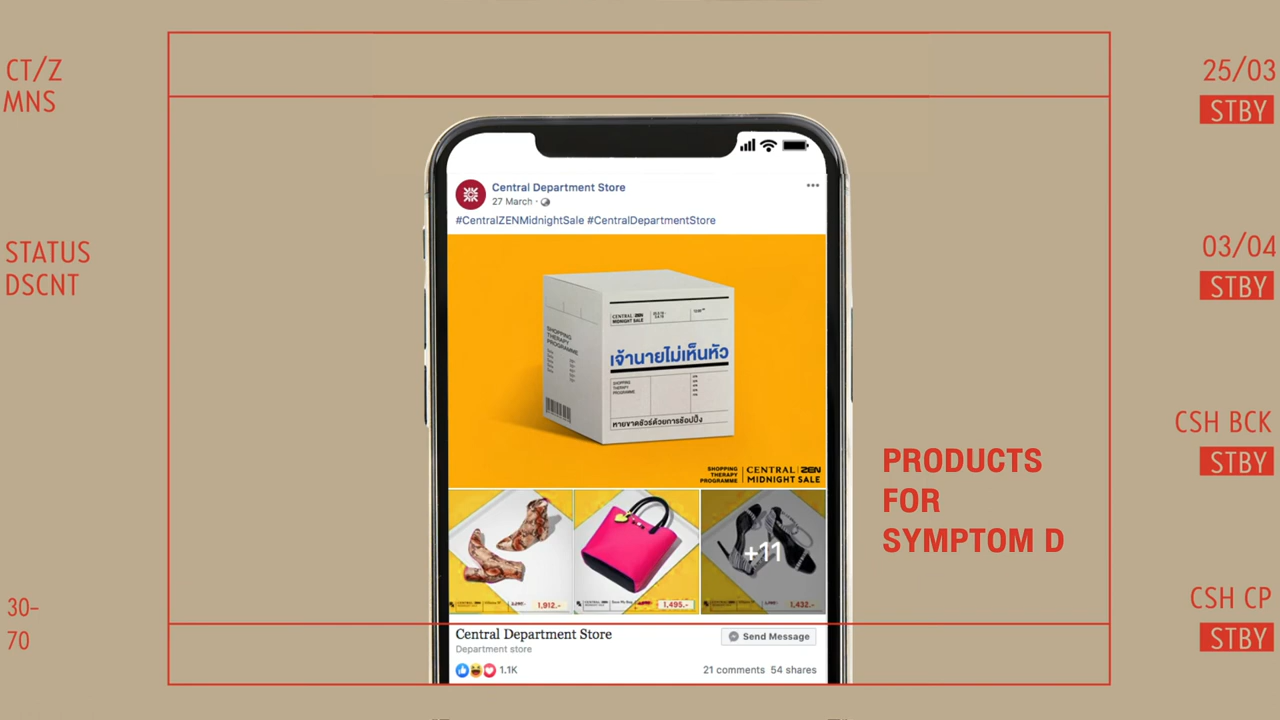 CT/Z
MNS
STATUS
DSCNT
30-
70
25/03
STBY
03/04
STBY
CSH BCK
STBY
CSH CP
STBY
Central Department Store
27 March
#CentralZENMidnightSale #CentralDepartmentStore
CENTRAL ZEN
MIDNIGHT SALE
SHOPPING
THERAPY
PROGRAMME
เจ้านายไม่เห็นหัว
SHOPPING
THERAPY
PROGRAMME
หายขาดชัวร์ด้วยการช้อปปิ้ง
SHOPPING
THERAPY
PROGRAMME
CENTRAL ZEN
MIDNIGHT SALE
1,912.-
1,495.-
+11
1,432.-
PRODUCTS
FOR
SYMPTOM D
Central Department Store
Send Message
Department store
1.1K
21 comments 54 shares